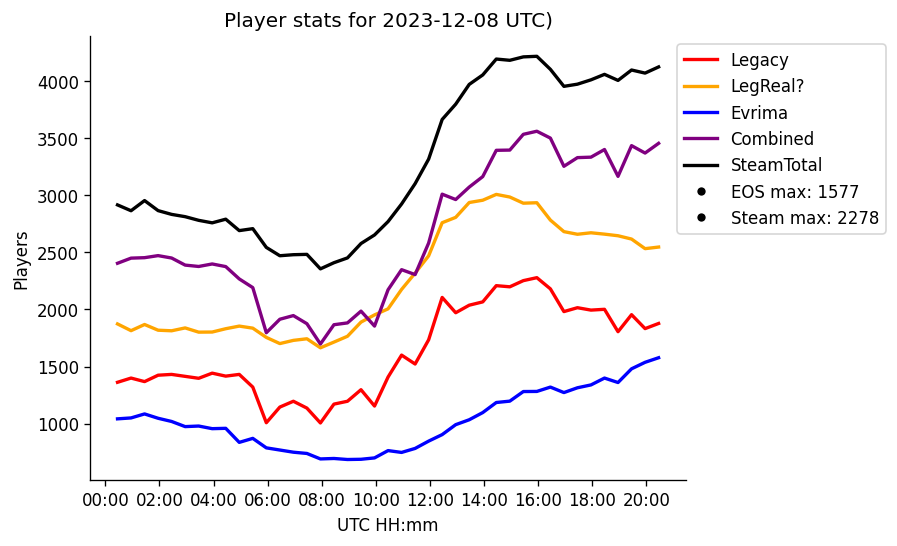 Player stats for 2023-12-08 UTC)
Players
4000
3500
3000
2500
2000
1500
1000
00:00 02:00 04:00 06:00 08:00 10:00 12:00 14:00 16:00 18:00 20:00
UTC HH:mm
Legacy
LegReal?
Evrima
Combined
SteamTotal
EOS max: 1577
Steam max: 2278